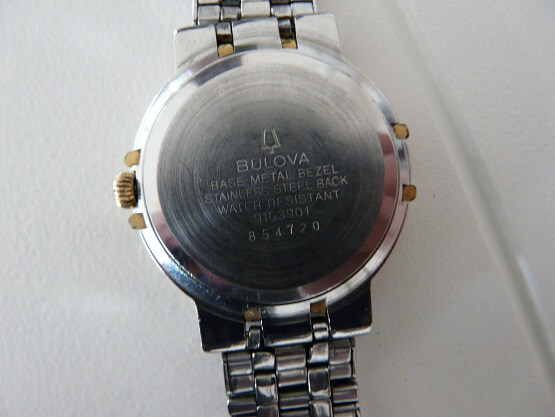 BULOVA
BASE METAL BEZEL
STAINLESS STEEL BACK
WATER RESISTANT
9163901
854720